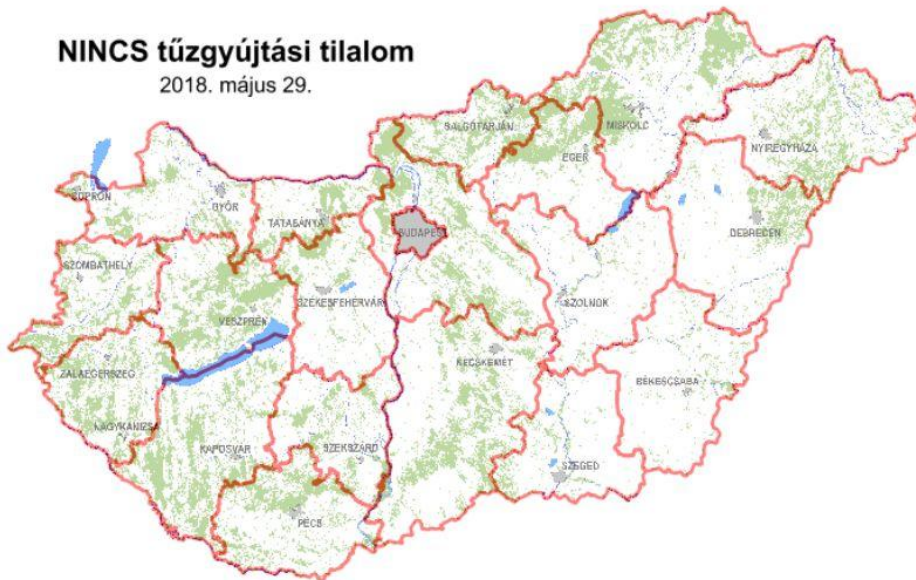 NINCS tűzgyújtási tilalom
2018. május 29.
SALGÓTARJÁN
MISKOLC
EGER
NYÍREGYHÁZA
SOPRON
GYŐR
TATABÁNYA
BUDAPEST
DEBRECEN
SZOMBATHELY
SZÉKESFEHÉRVÁR
SZOLNOK
VESZPRÉM
KECSKEMÉT
ZALAEGERSZEG
BÉKÉSCSABA
NAGYKANIZSA
KAPOSVÁR
SZEKSZÁRD
SZEGED
PÉCS